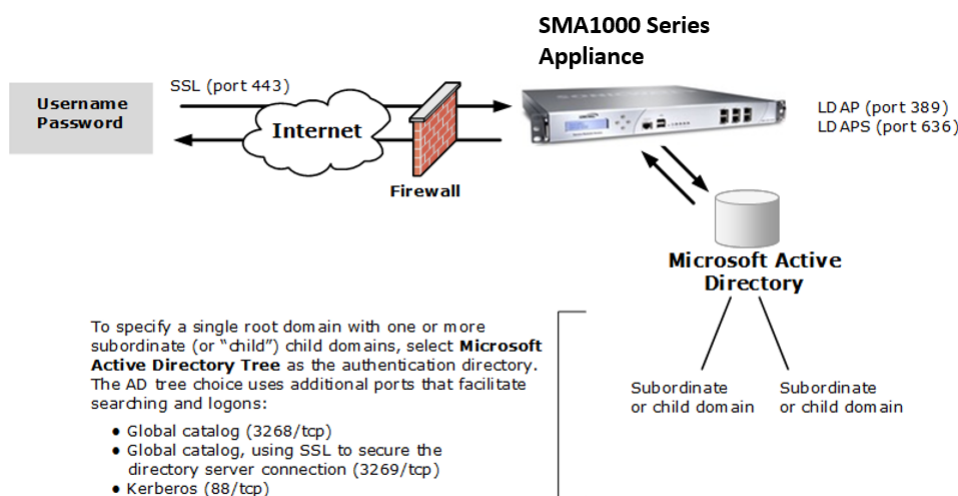 SMA1000 Series
Appliance
SSL (port 443)
Username
Password
Internet
Firewall
LDAP (port 389)
LDAPS (port 636)
Microsoft Active
Directory
To specify a single root domain with one or more
subordinate (or “child”) child domains, select Microsoft
Active Directory Tree as the authentication directory.
The AD tree choice uses additional ports that facilitate
searching and logons:
• Global catalog (3268/tcp)
• Global catalog, using SSL to secure the
directory server connection (3269/tcp)
• Kerberos (88/tcp)
Subordinate
or child domain
Subordinate
or child domain